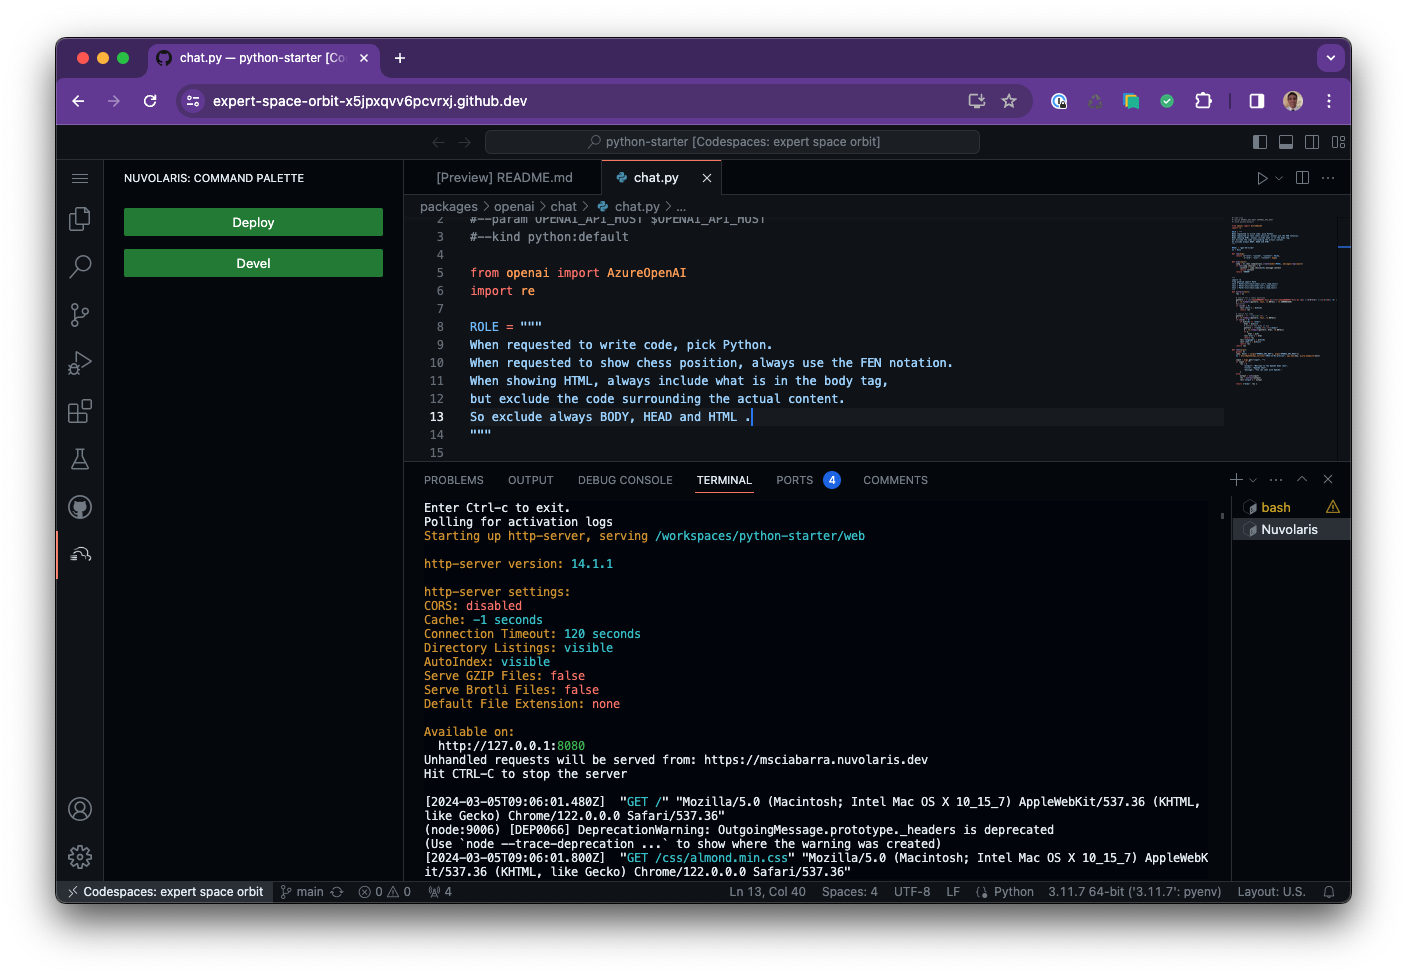 chat.py — python-starter [Co
expert-space-orbit-x5jpxqvv6pcvrxj.github.dev
python-starter [Codespaces: expert space orbit]
NUVOLARIS: COMMAND PALETTE
Deploy
Devel
[Preview] README.md
chat.py
packages > openai > chat > chat.py > ...
2 #--param OPENAI_API_HOST $OPENAI_API_HOST
3 #--kind python:default
4
5 from openai import AzureOpenAI
6 import re
7
8 ROLE = """
9 When requested to write code, pick Python.
10 When requested to show chess position, always use the FEN notation.
11 When showing HTML, always include what is in the body tag,
12 but exclude the code surrounding the actual content.
13 So exclude always BODY, HEAD and HTML .
14 """
15
PROBLEMS OUTPUT DEBUG CONSOLE TERMINAL PORTS 4 COMMENTS
bash
Nuvolaris
Enter Ctrl-c to exit.
Polling for activation logs
Starting up http-server, serving /workspaces/python-starter/web
http-server version: 14.1.1
http-server settings:
CORS: disabled
Cache: -1 seconds
Connection Timeout: 120 seconds
Directory Listings: visible
AutoIndex: visible
Serve GZIP Files: false
Serve Brotli Files: false
Default File Extension: none
Available on:
http://127.0.0.1:8080
Unhandled requests will be served from: https://msciabarra.nuvolaris.dev
Hit CTRL-C to stop the server
[2024-03-05T09:06:01.480Z] "GET /" "Mozilla/5.0 (Macintosh; Intel Mac OS X 10_15_7) AppleWebKit/537.36 (KHTML,
like Gecko) Chrome/122.0.0.0 Safari/537.36"
(node:9006) [DEP0066] DeprecationWarning: OutgoingMessage.prototype._headers is deprecated
(Use `node --trace-deprecation ...` to show where the warning was created)
[2024-03-05T09:06:01.800Z] "GET /css/almond.min.css" "Mozilla/5.0 (Macintosh; Intel Mac OS X 10_15_7) AppleWebK
it/537.36 (KHTML, like Gecko) Chrome/122.0.0.0 Safari/537.36"
Codespaces: expert space orbit main 0 0 4 Ln 13, Col 40 Spaces: 4 UTF-8 LF Python 3.11.7 64-bit ('3.11.7': pyenv) Layout: U.S.